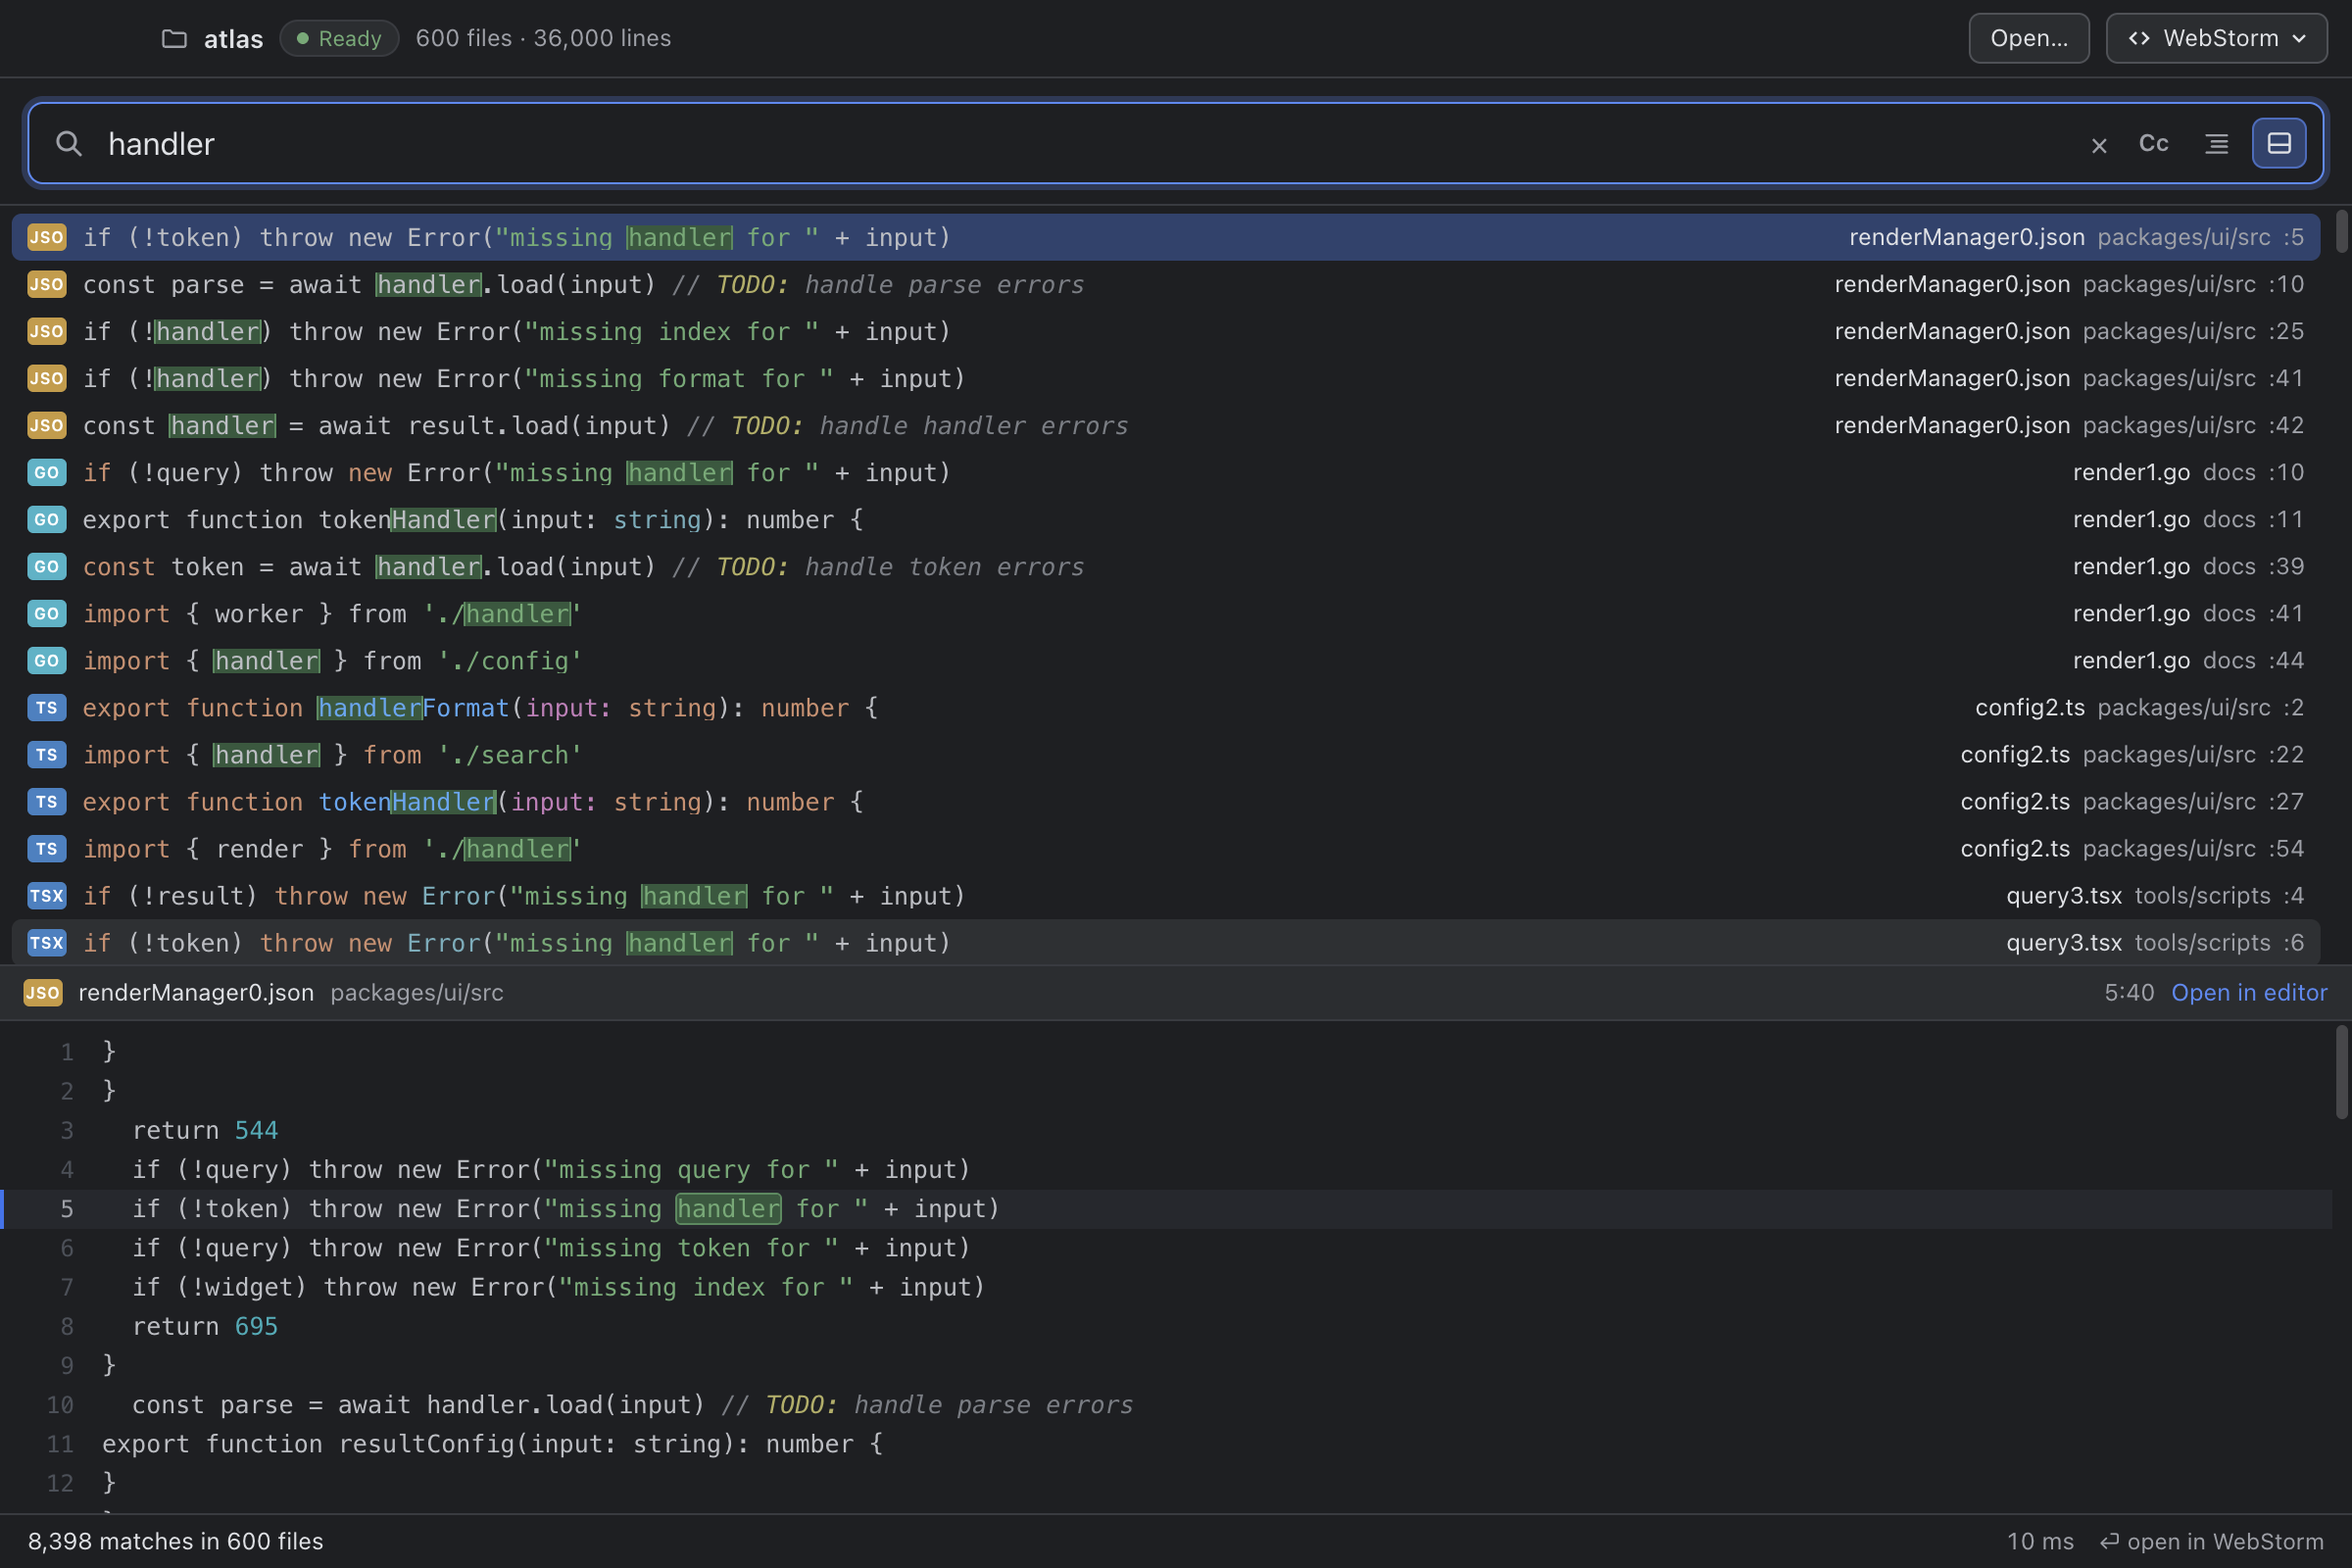 atlas Ready 600 files · 36,000 lines Open... WebStorm
handler Cc
JSO if (!token) throw new Error("missing handler for " + input) renderManager0.json packages/ui/src :5
JSO const parse = await handler.load(input) // TODO: handle parse errors renderManager0.json packages/ui/src :10
JSO if (!handler) throw new Error("missing index for " + input) renderManager0.json packages/ui/src :25
JSO if (!handler) throw new Error("missing format for " + input) renderManager0.json packages/ui/src :41
JSO const handler = await result.load(input) // TODO: handle handler errors renderManager0.json packages/ui/src :42
GO if (!query) throw new Error("missing handler for " + input) render1.go docs :10
GO export function tokenHandler(input: string): number { render1.go docs :11
GO const token = await handler.load(input) // TODO: handle token errors render1.go docs :39
GO import { worker } from './handler' render1.go docs :41
GO import { handler } from './config' render1.go docs :44
TS export function handlerFormat(input: string): number { config2.ts packages/ui/src :2
TS import { handler } from './search' config2.ts packages/ui/src :22
TS export function tokenHandler(input: string): number { config2.ts packages/ui/src :27
TS import { render } from './handler' config2.ts packages/ui/src :54
TSX if (!result) throw new Error("missing handler for " + input) query3.tsx tools/scripts :4
TSX if (!token) throw new Error("missing handler for " + input) query3.tsx tools/scripts :6
JSO renderManager0.json packages/ui/src 5:40 Open in editor
1 }
2 }
3 return 544
4 if (!query) throw new Error("missing query for " + input)
5 if (!token) throw new Error("missing handler for " + input)
6 if (!query) throw new Error("missing token for " + input)
7 if (!widget) throw new Error("missing index for " + input)
8 return 695
9 }
10 const parse = await handler.load(input) // TODO: handle parse errors
11 export function resultConfig(input: string): number {
12 }
8,398 matches in 600 files 10 ms open in WebStorm